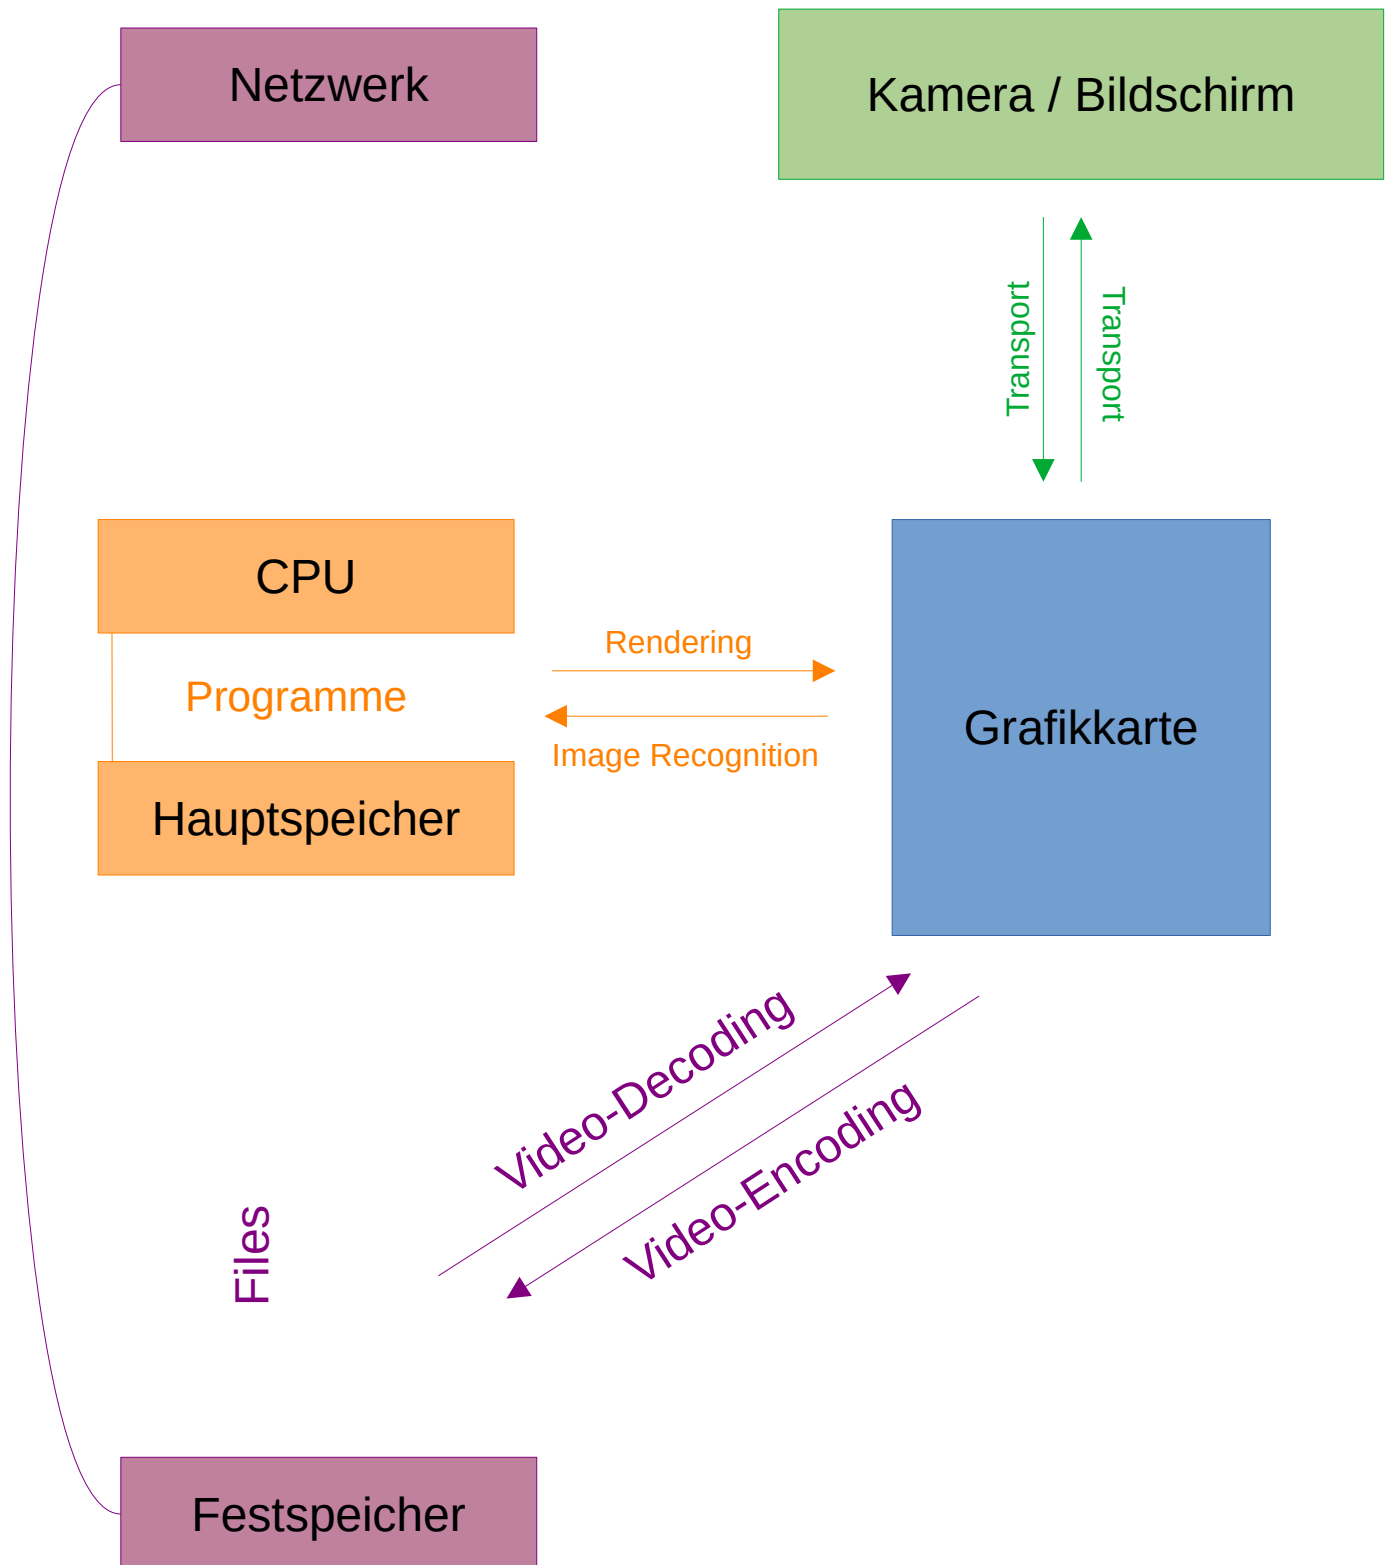 Netzwerk
Kamera / Bildschirm
Transport
Transport
CPU
Rendering
Programme
Image Recognition
Grafikkarte
Hauptspeicher
Video-Decoding
Video-Encoding
Files
Festspeicher